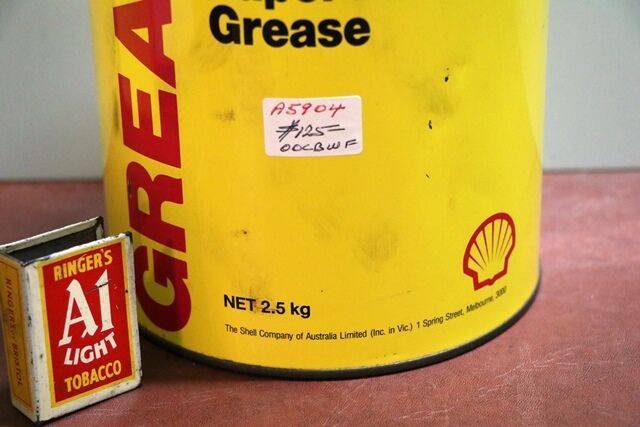 Grease
GREA
A5904
$125=
OOCBWF
NET 2.5 kg
The Shell Company of Australia Limited (Inc. in Vic.) 1 Spring Street, Melbourne, 3000
RINGER'S
A1
LIGHT
TOBACCO